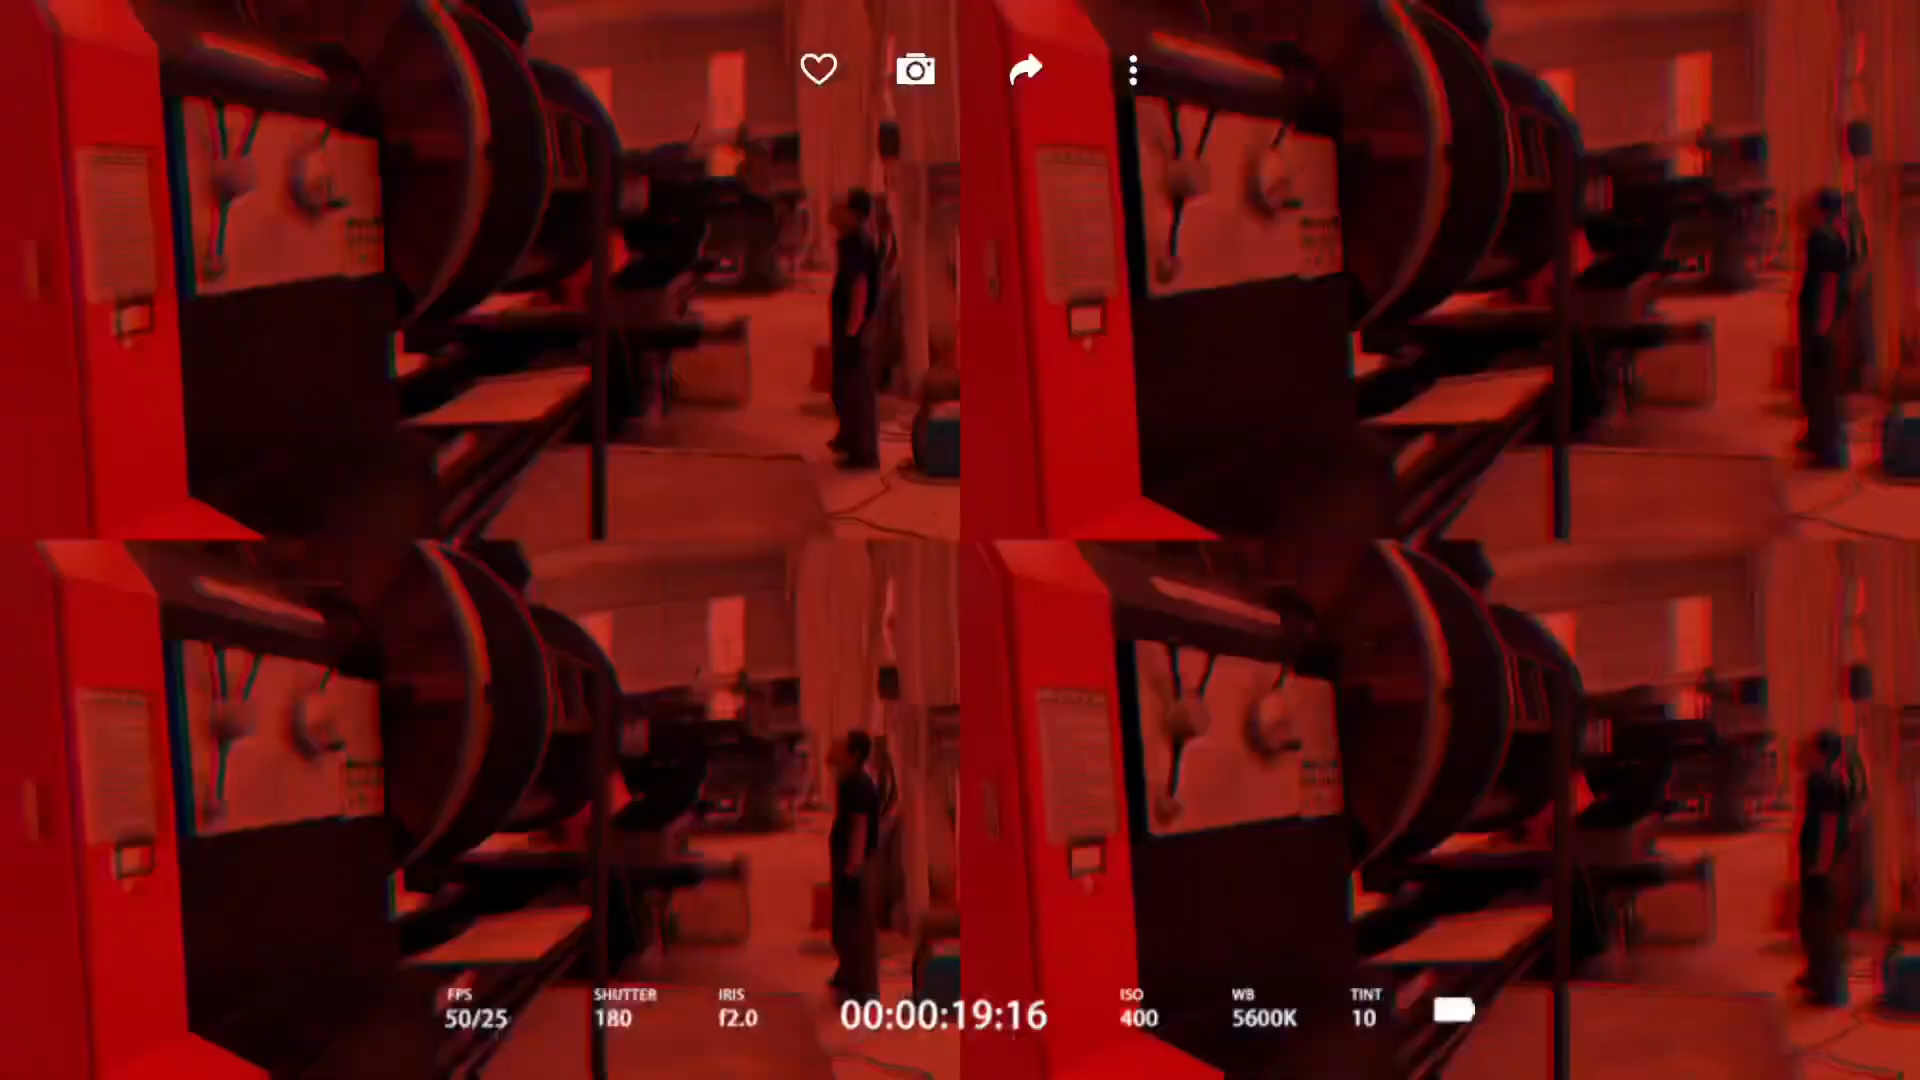 FPS
50/25
SHUTTER
180
IRIS
f2.0
00:00:19:16
ISO
400
WB
5600K
TINT
10